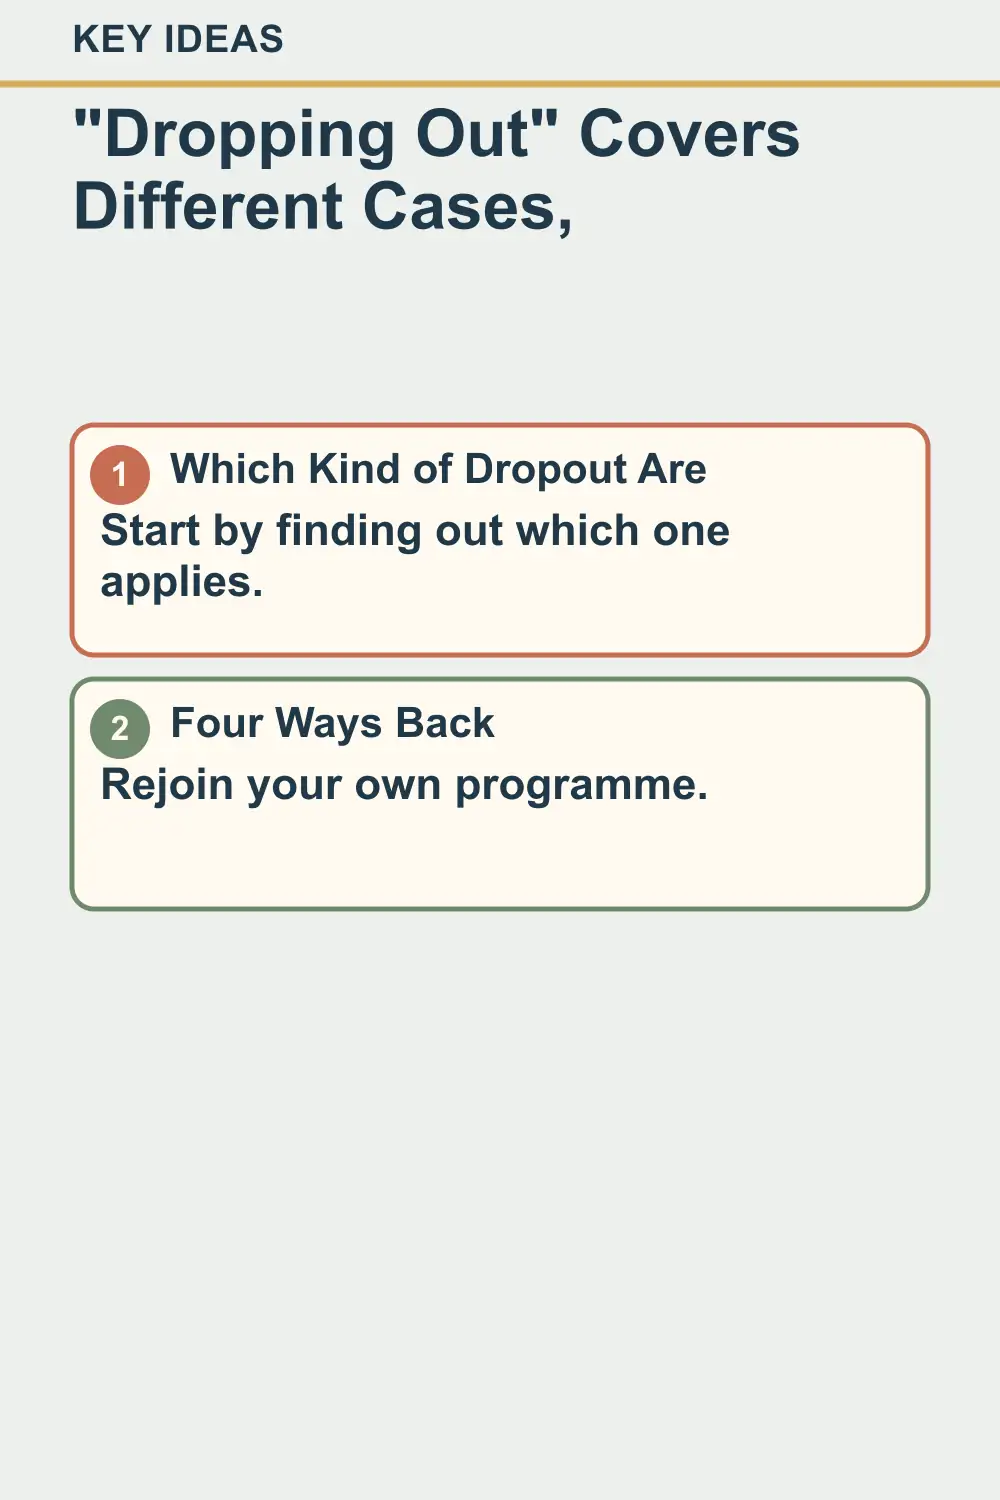 KEY IDEAS
"Dropping Out" Covers
Different Cases,
1 Which Kind of Dropout Are
Start by finding out which one
applies.
2 Four Ways Back
Rejoin your own programme.